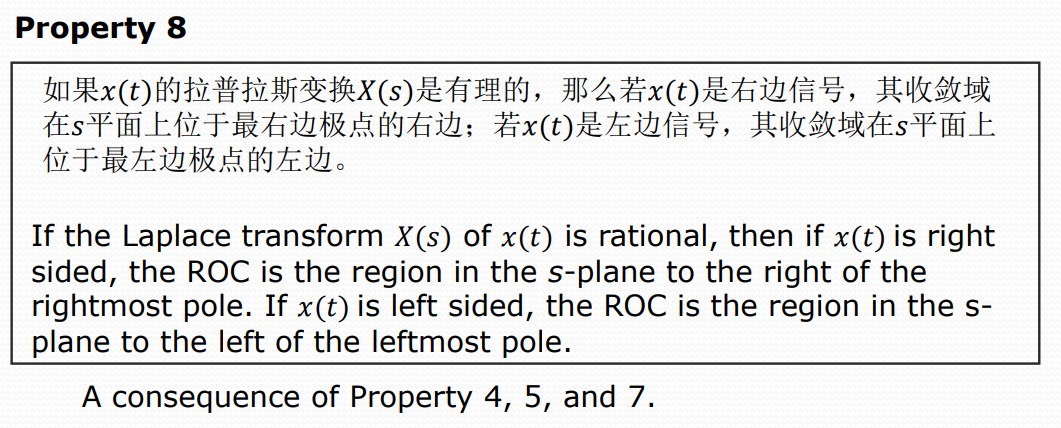 Property 8
如果x(t)的拉普拉斯变换X(s)是有理的，那么若x(t)是右边信号，其收敛域
在s平面上位于最右边极点的右边；若x(t)是左边信号，其收敛域在s平面上
位于最左边极点的左边。
If the Laplace transform X(s) of x(t) is rational, then if x(t) is right
sided, the ROC is the region in the s-plane to the right of the
rightmost pole. If x(t) is left sided, the ROC is the region in the s-
plane to the left of the leftmost pole.
A consequence of Property 4, 5, and 7.